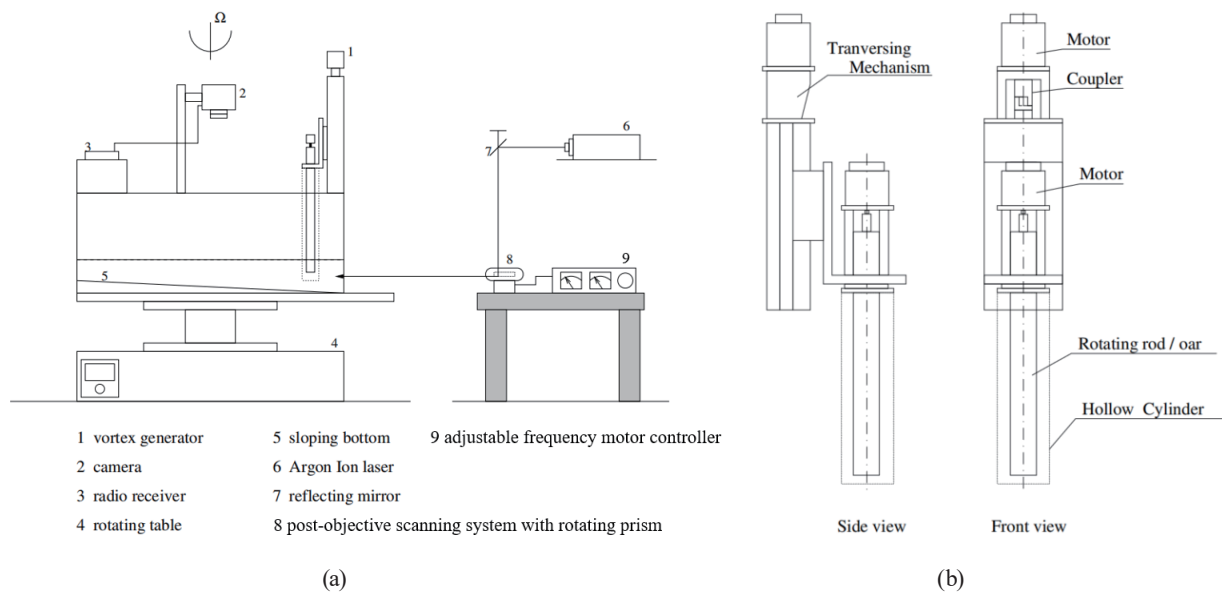 Ω
1
2
3
4
5
6
7
8
9
1 vortex generator
2 camera
3 radio receiver
4 rotating table
5 sloping bottom
6 Argon Ion laser
7 reflecting mirror
8 post-objective scanning system with rotating prism
9 adjustable frequency motor controller
(a)
Tranversing
Mechanism
Motor
Coupler
Motor
Rotating rod / oar
Hollow Cylinder
Side view
Front view
(b)